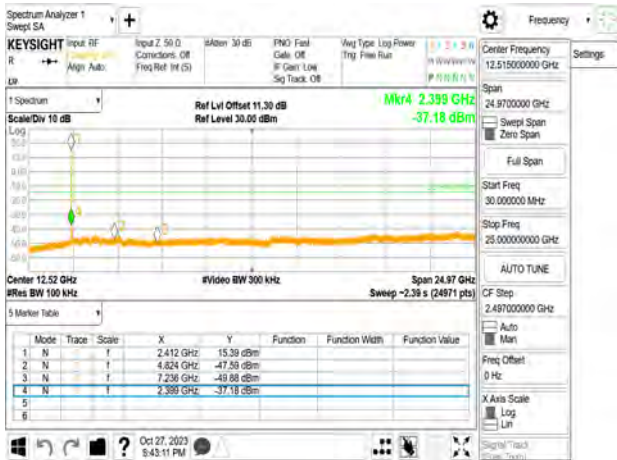 Spectrum Analyzer 1
Swept SA
Frequency
KEYSIGHT
Input: RF
Align: Auto
Input Z: 50 Ω
Corrections: Off
Freq Ref: Int (S)
#Atten: 30 dB
PNO: Fast
Gate: Off
IF Gain: Low
Sig Track: Off
Avg Type: Log Power
Trig: Free Run
1 Spectrum
Scale/Div 10 dB
Log
Ref Lvl Offset 11.30 dB
Ref Level 30.00 dBm
Mkr4 2.399 GHz
-37.18 dBm
Center 12.52 GHz
#Res BW 100 kHz
#Video BW 300 kHz
Span 24.97 GHz
Sweep ~2.39 s (24971 pts)
5 Marker Table
Mode Trace Scale X Y Function Function Width Function Value
1 N f 2.412 GHz 15.39 dBm
2 N f 4.824 GHz -47.59 dBm
3 N f 7.236 GHz -49.88 dBm
4 N f 2.399 GHz -37.18 dBm
5
6
Oct 27, 2023
5:43:11 PM
Center Frequency
12.515000000 GHz
Settings
Span
24.9700000 GHz
Swept Span
Zero Span
Full Span
Start Freq
30.000000 MHz
Stop Freq
25.000000000 GHz
AUTO TUNE
CF Step
2.497000000 GHz
Auto
Man
Freq Offset
0 Hz
X Axis Scale
Log
Lin
Signal Track